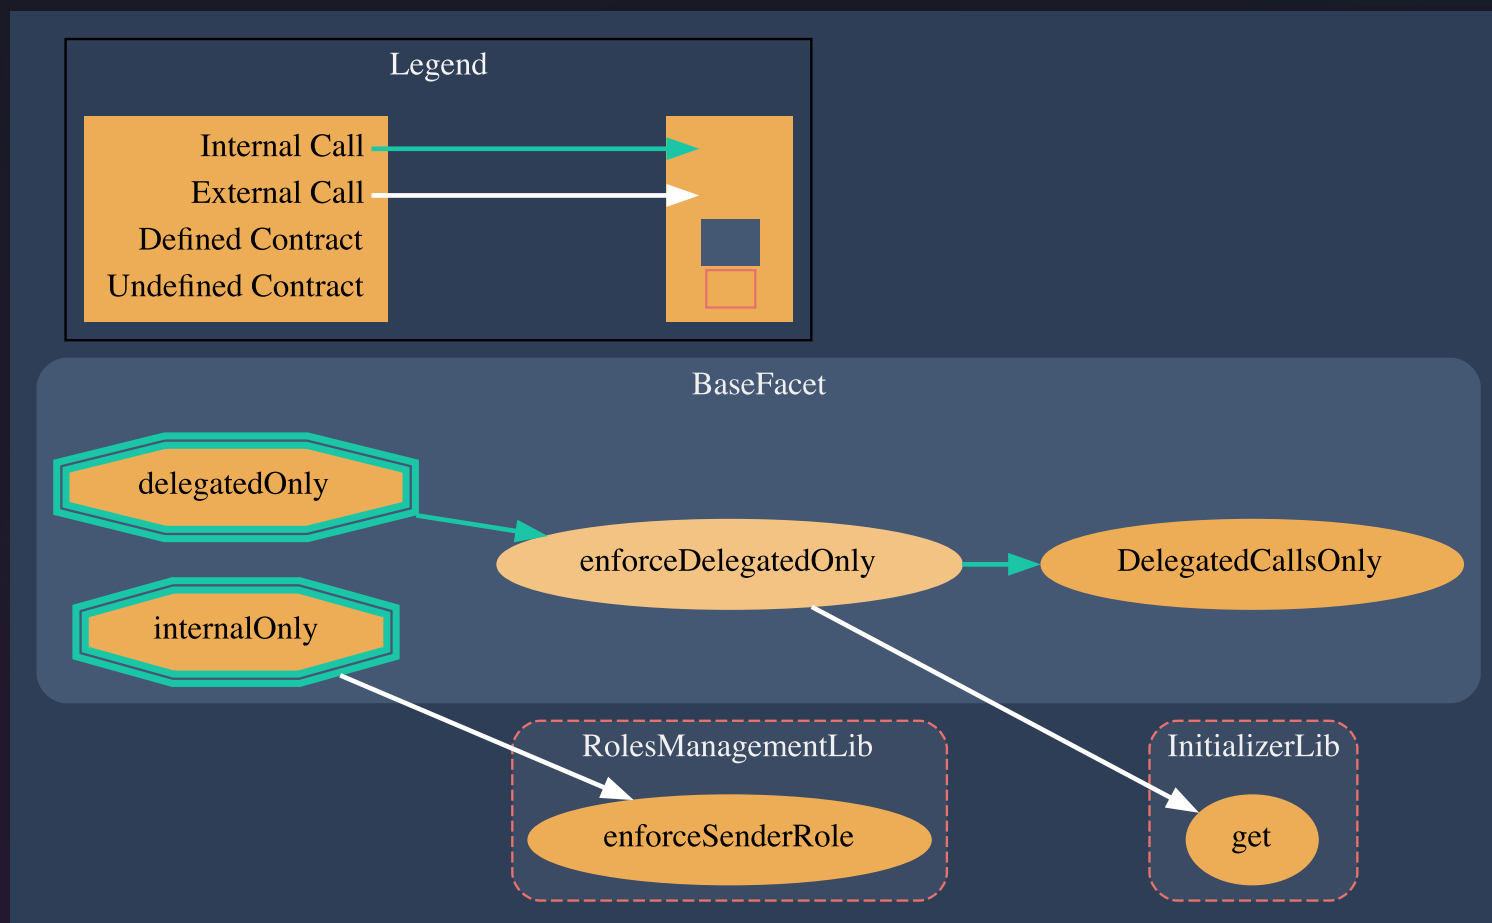 Legend
Internal Call
External Call
Defined Contract
Undefined Contract
BaseFacet
delegatedOnly
enforceDelegatedOnly
DelegatedCallsOnly
internalOnly
RolesManagementLib
InitializerLib
enforceSenderRole
get